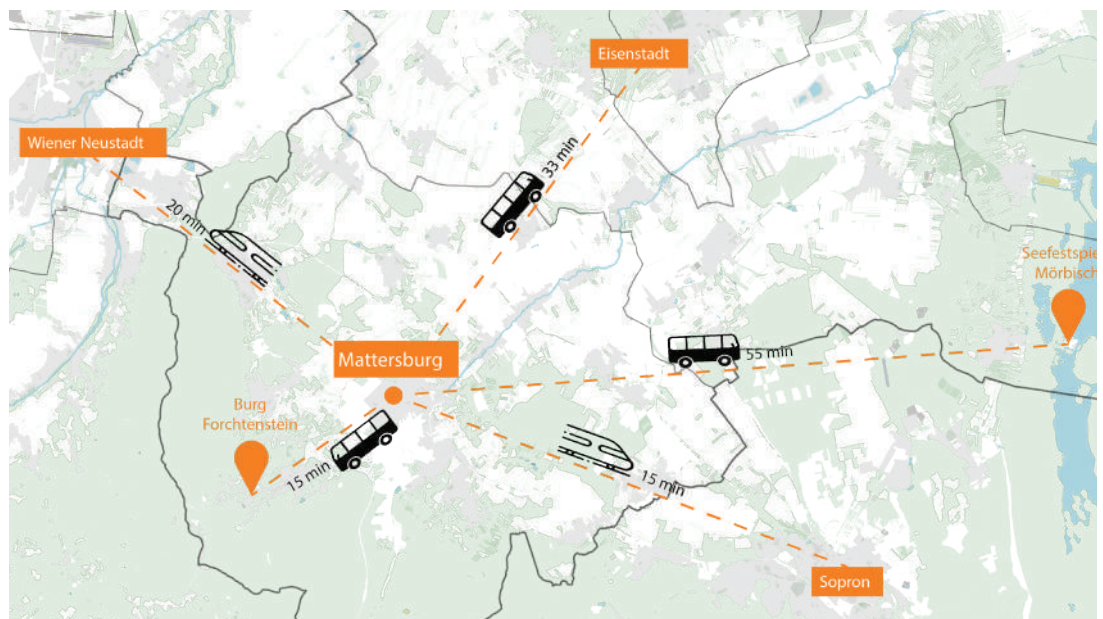 Eisenstadt
Wiener Neustadt
33 min
20 min
Seefestspie
Mörbisch
Mattersburg
55 min
Burg
Forchtenstein
15 min
15 min
Sopron